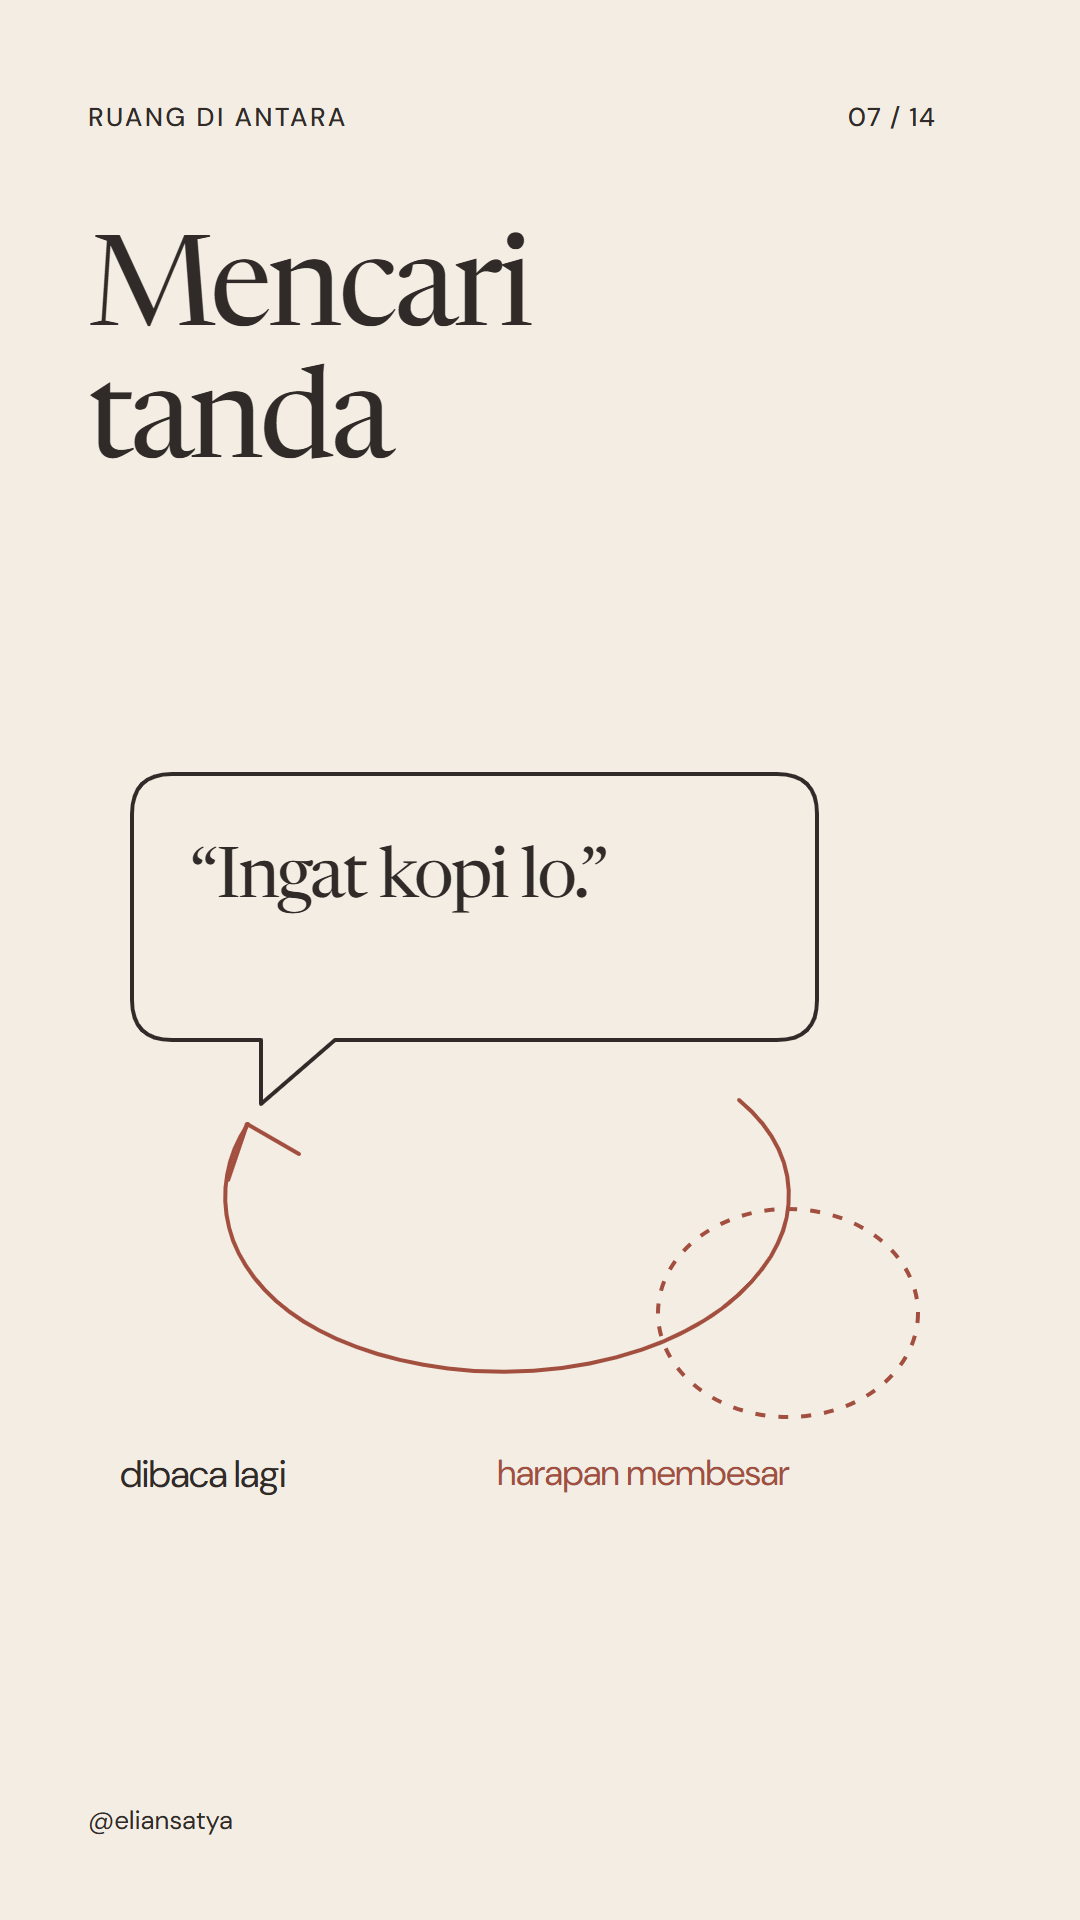 RUANG DI ANTARA
07 / 14
Mencari
tanda
“Ingat kopi lo.”
dibaca lagi
harapan membesar
@eliansatya